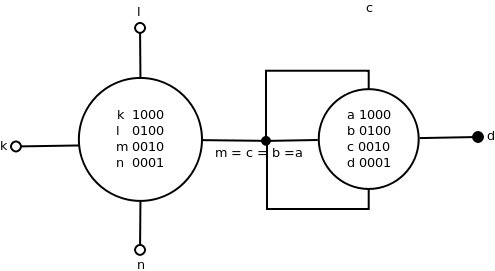 l
c
k 1000
l 0100
m 0010
n 0001
a 1000
b 0100
c 0010
d 0001
k
d
m = c = b =a
n